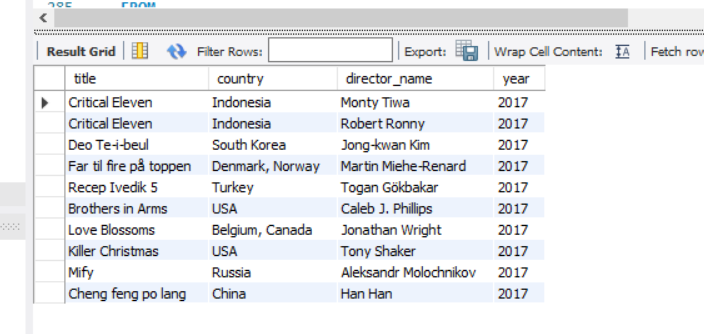 285 FROM
Result Grid Filter Rows: Export: Wrap Cell Content: Fetch row
title country director_name year
Critical Eleven Indonesia Monty Tiwa 2017
Critical Eleven Indonesia Robert Ronny 2017
Deo Te-i-beul South Korea Jong-kwan Kim 2017
Far til fire på toppen Denmark, Norway Martin Miehe-Renard 2017
Recep Ivedik 5 Turkey Togan Gökbakar 2017
Brothers in Arms USA Caleb J. Phillips 2017
Love Blossoms Belgium, Canada Jonathan Wright 2017
Killer Christmas USA Tony Shaker 2017
Mify Russia Aleksandr Molochnikov 2017
Cheng feng po lang China Han Han 2017